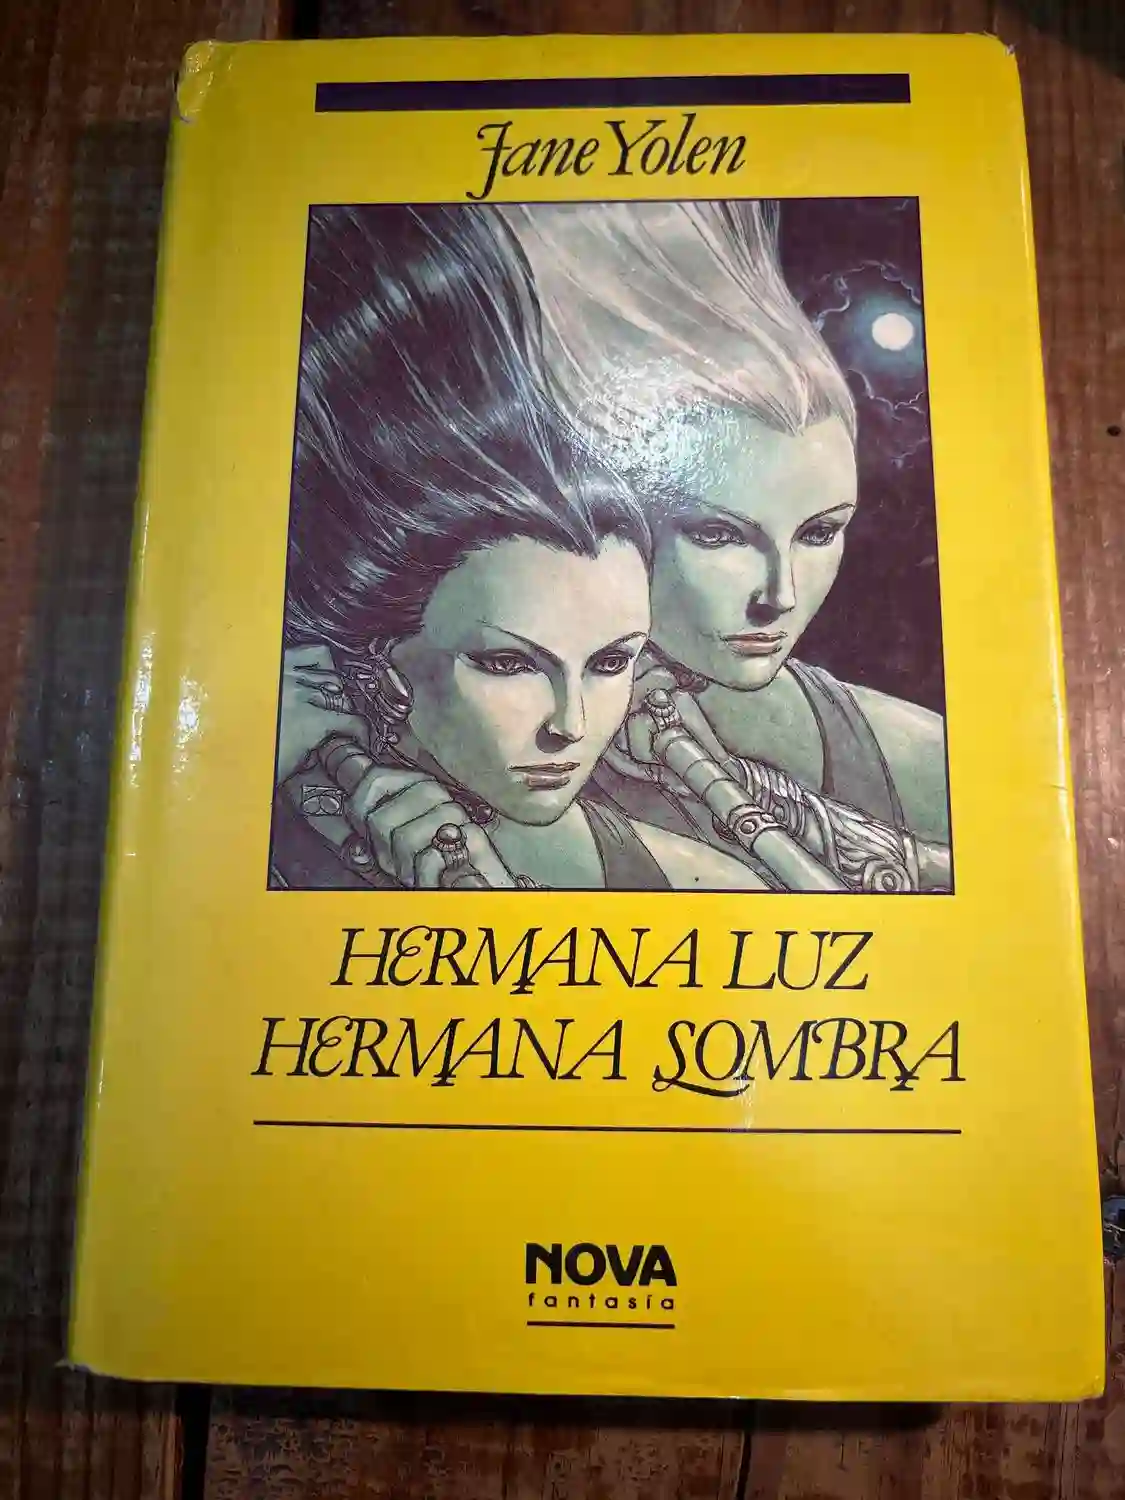 Jane Yolen
HERMANA LUZ
HERMANA SOMBRA
NOVA
fantasía